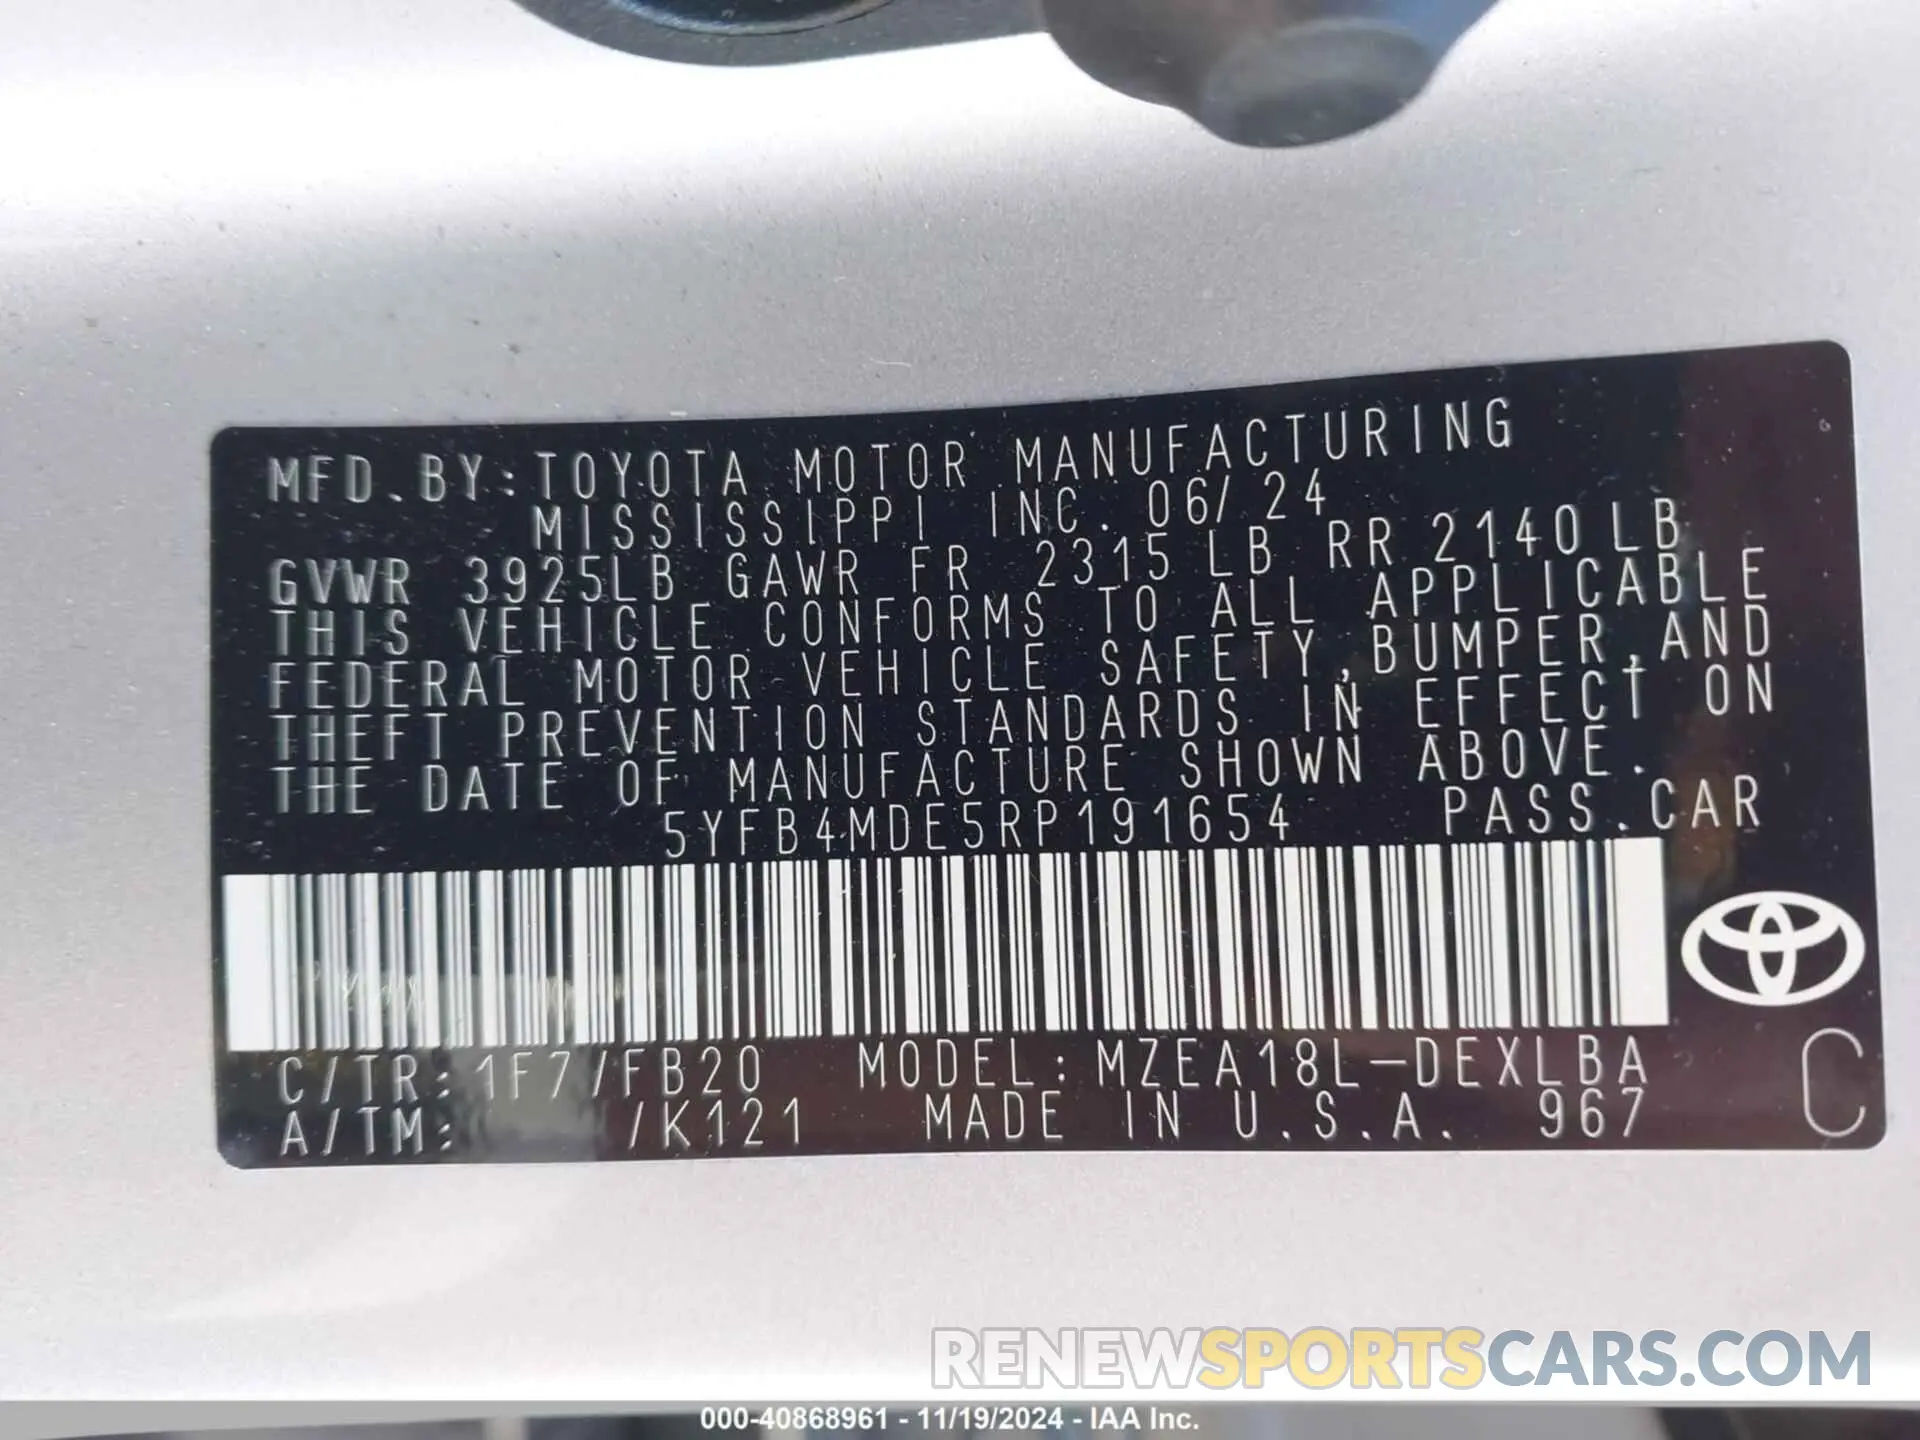 MFD.BY:TOYOTA MOTOR MANUFACTURING
MISSISSIPPI INC. 06/24
GVWR 3925LB GAWR FR 2315LB RR 2140LB
THIS VEHICLE CONFORMS TO ALL APPLICABLE
FEDERAL MOTOR VEHICLE SAFETY,BUMPER,AND
THEFT PREVENTION STANDARDS IN EFFECT ON
THE DATE OF MANUFACTURE SHOWN ABOVE.
5YFB4MDE5RP191654 PASS.CAR
C/TR:1F7/FB20 MODEL:MZEA18L-DEXLBA
A/TM: /K121 MADE IN U.S.A. 967
C
RENEWSPORTSCARS.COM
000-40868961 - 11/19/2024 - IAA Inc.